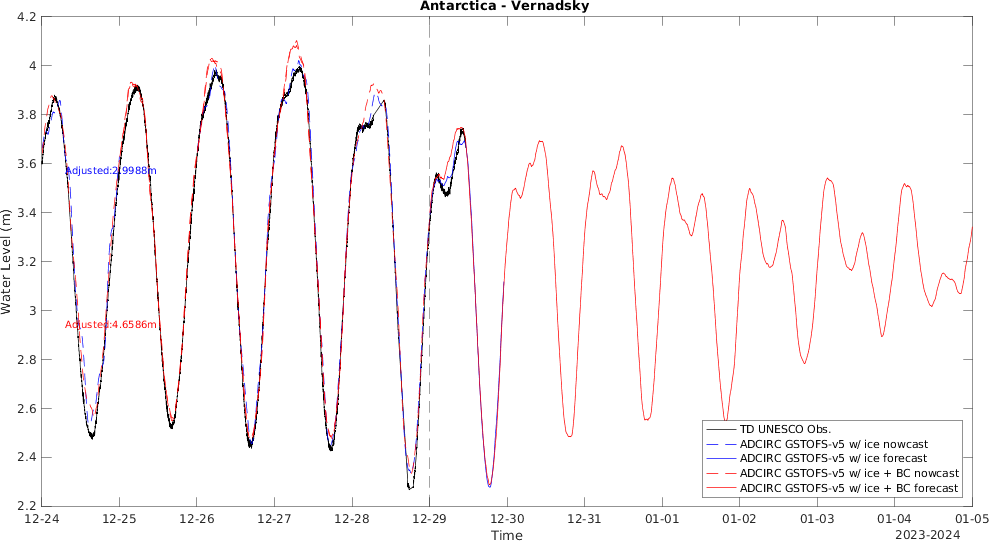 Antarctica - Vernadsky
4.2
4
3.8
3.6
3.4
3.2
3
2.8
2.6
2.4
2.2
Water Level (m)
Adjusted:2.9988m
Adjusted:4.6586m
TD UNESCO Obs.
ADCIRC GSTOFS-v5 w/ ice nowcast
ADCIRC GSTOFS-v5 w/ ice forecast
ADCIRC GSTOFS-v5 w/ ice + BC nowcast
ADCIRC GSTOFS-v5 w/ ice + BC forecast
12-24 12-25 12-26 12-27 12-28 12-29 12-30 12-31 01-01 01-02 01-03 01-04 01-05
Time
2023-2024